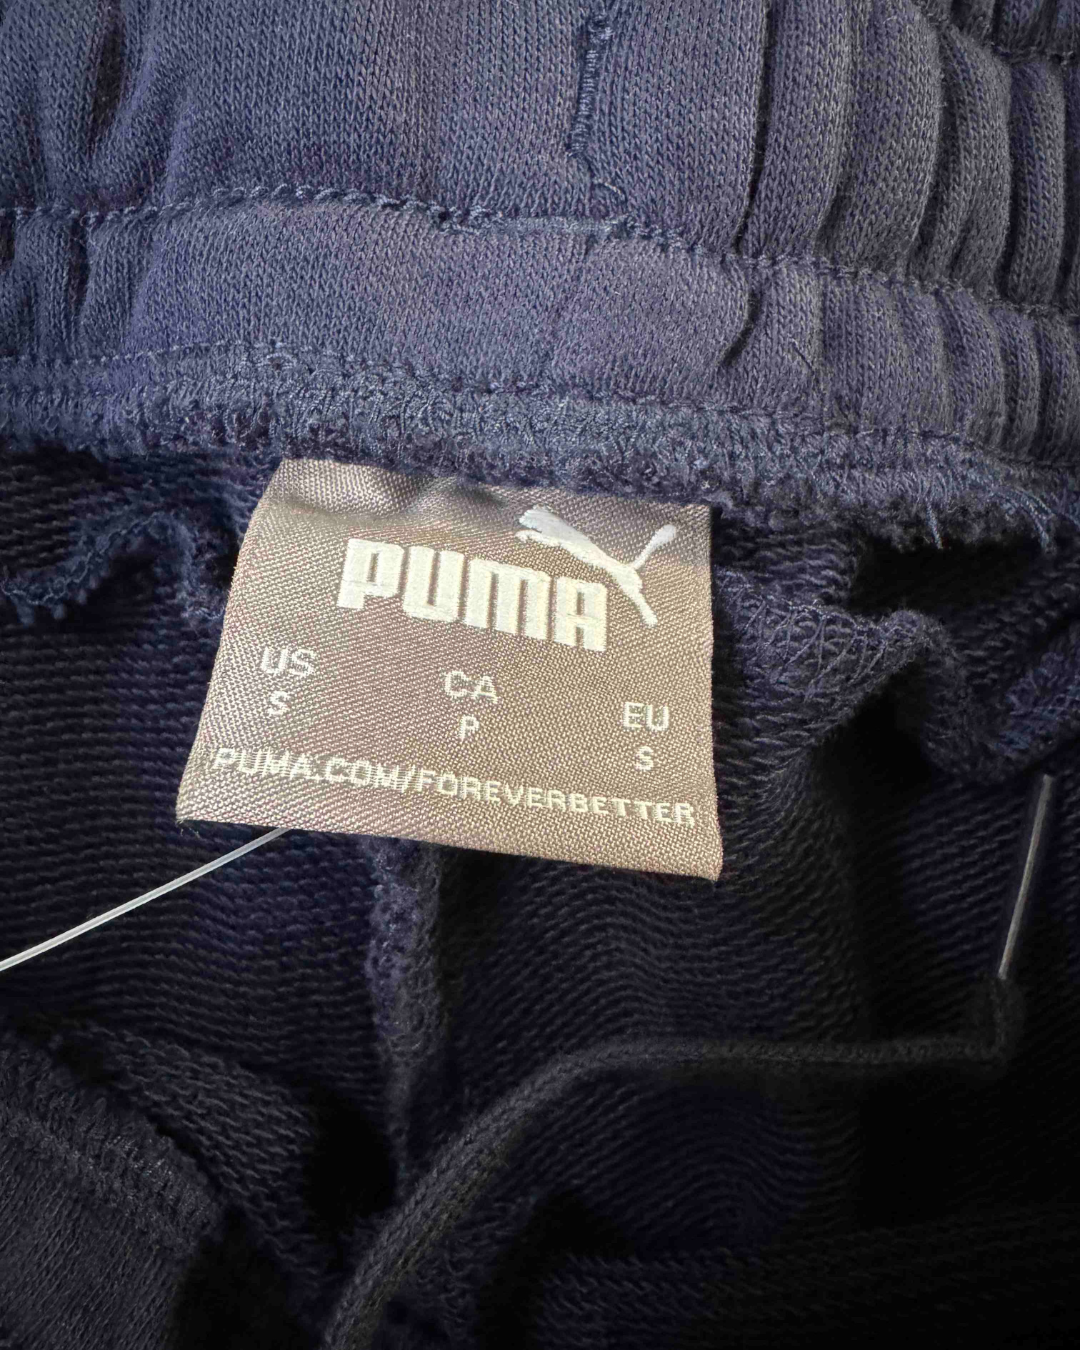 PUMA
US CA EU
S P S
PUMA.COM/FOREVERBETTER